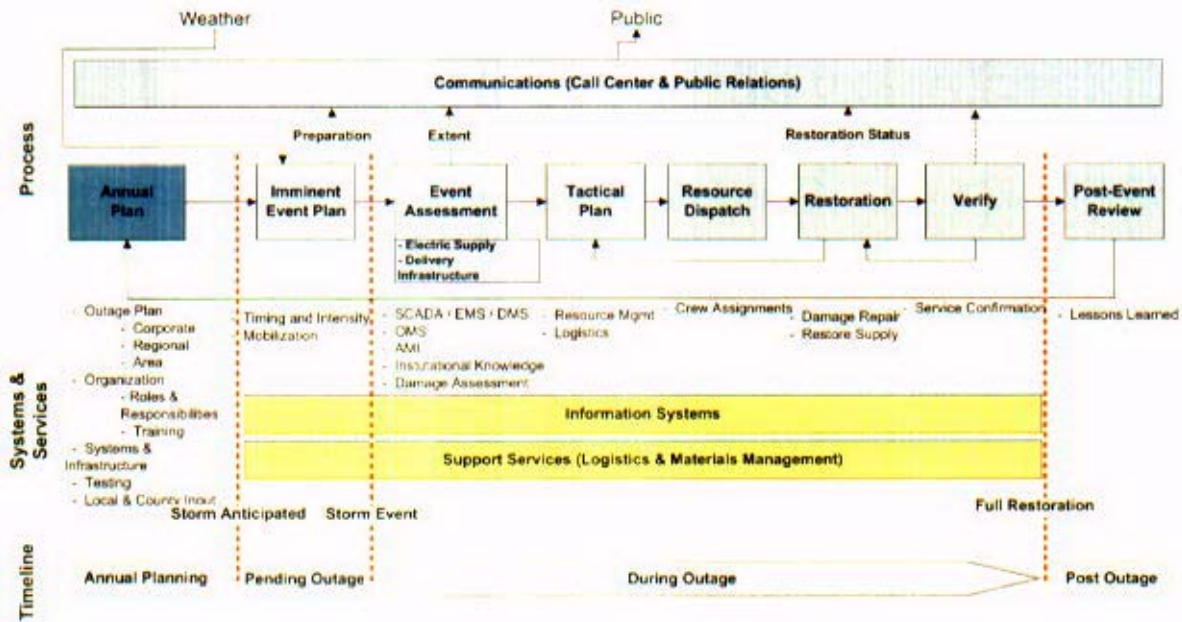 Weather
Public
Communications (Call Center & Public Relations)
Process
Preparation
Extent
Restoration Status
Annual
Plan
Imminent
Event Plan
Event
Assessment
Tactical
Plan
Resource
Dispatch
Restoration
Verify
Post-Event
Review
- Electric Supply
- Delivery
Infrastructure
Systems &
Services
- Outage Plan
- Corporate
- Regional
- Area
- Organization
- Roles &
Responsibilities
- Training
- Systems &
Infrastructure
- Testing
- Local & County Input
Timing and Intensity
Mobilization
- SCADA, EMS, DMS
- OMS
- AMI
- Institutional Knowledge
- Damage Assessment
- Resource Mgmt
- Logistics
- Crew Assignments
- Damage Repair
- Restore Supply
- Service Confirmation
- Lessons Learned
Information Systems
Support Services (Logistics & Materials Management)
Storm Anticipated
Storm Event
Full Restoration
Timeline
Annual Planning
Pending Outage
During Outage
Post Outage